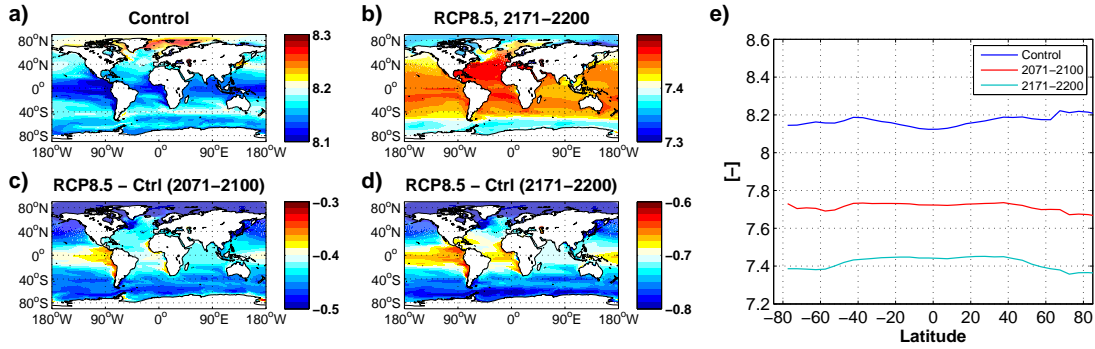 a) Control
80°N
40°N
0°
40°S
80°S
180°W 90°W 0° 90°E 180°W
8.3
8.2
8.1
b) RCP8.5, 2171−2200
80°N
40°N
0°
40°S
80°S
180°W 90°W 0° 90°E 180°W
7.4
7.3
c) RCP8.5 − Ctrl (2071−2100)
80°N
40°N
0°
40°S
80°S
180°W 90°W 0° 90°E 180°W
−0.3
−0.4
−0.5
d) RCP8.5 − Ctrl (2171−2200)
80°N
40°N
0°
40°S
80°S
180°W 90°W 0° 90°E 180°W
−0.6
−0.7
−0.8
e)
8.6
8.4
8.2
8
7.8
7.6
7.4
7.2
[−]
Control
2071−2100
2171−2200
−80 −60 −40 −20 0 20 40 60 80
Latitude